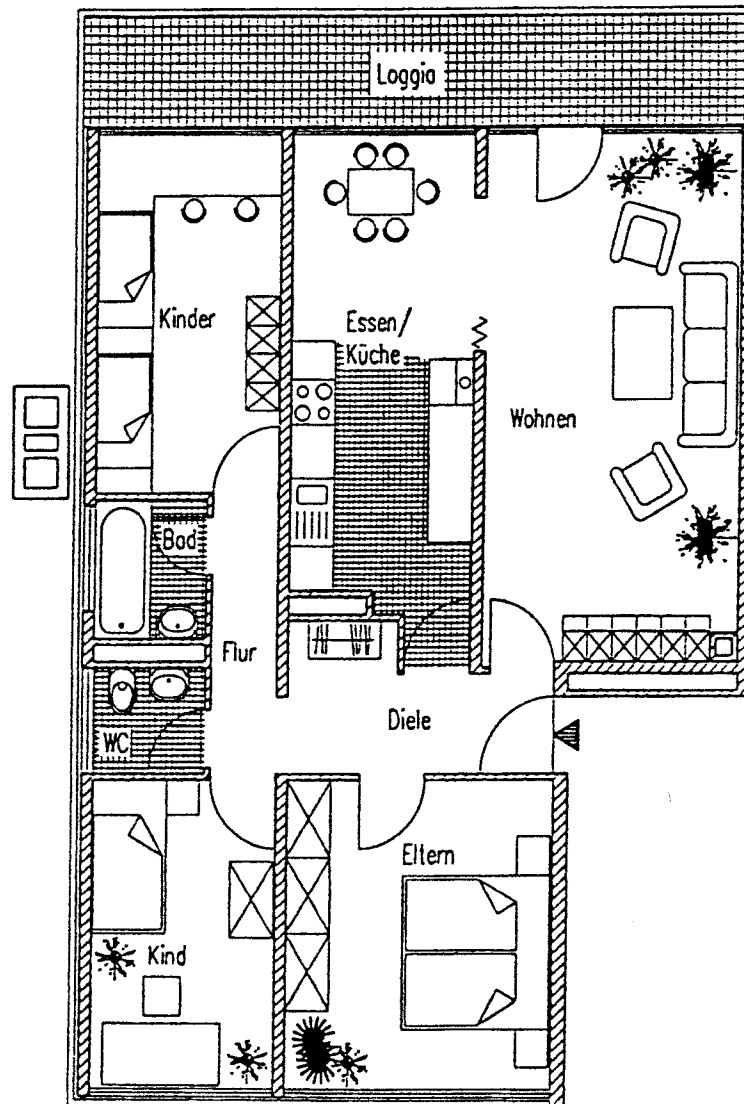 Loggia
Kinder
Essen/
Küche
Wohnen
Bad
Flur
Diele
WC
Eltern
Kind